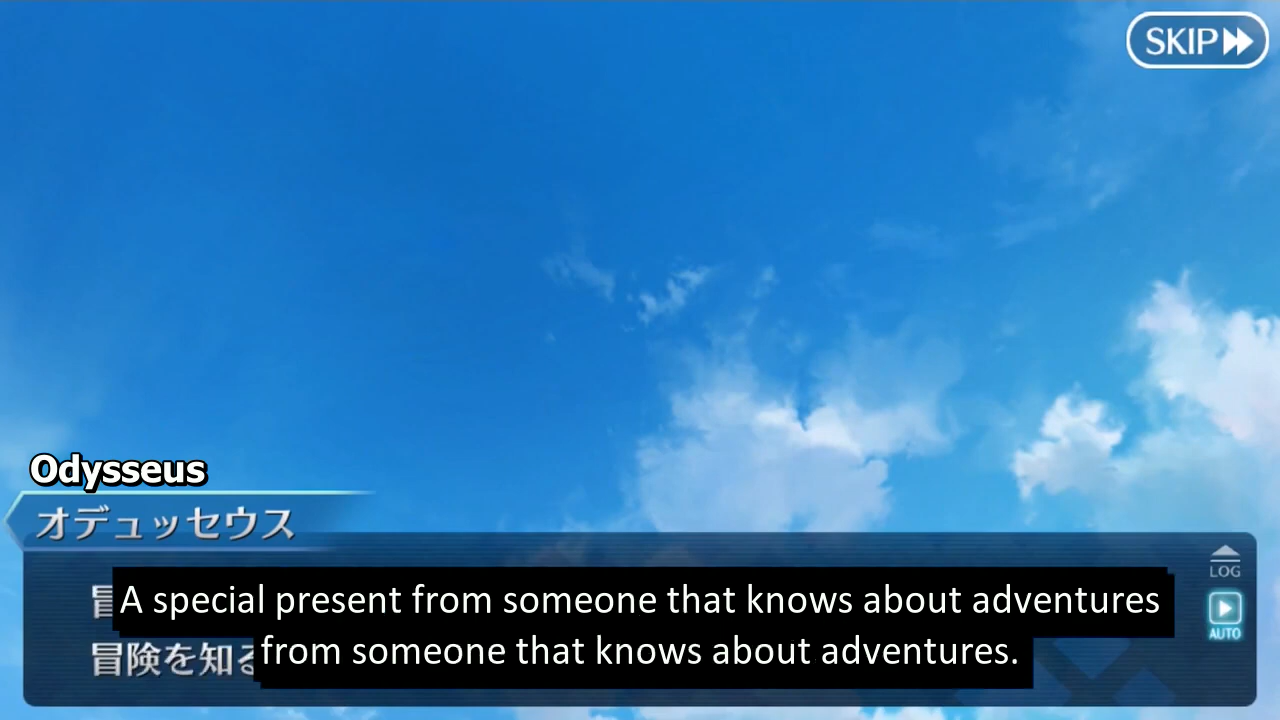 SKIP
Odysseus
オデュッセウス
A special present from someone that knows about adventures
冒険を知る from someone that knows about adventures.
LOG
AUTO